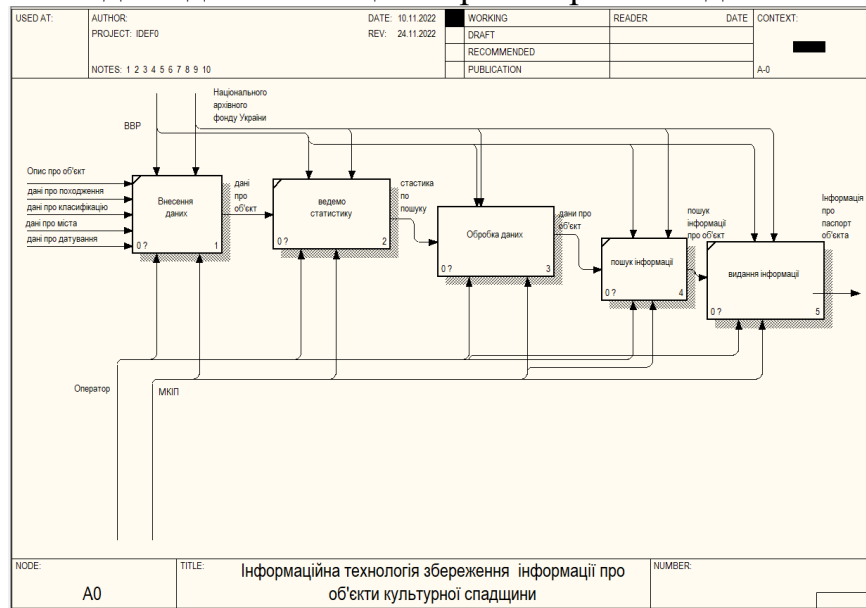 USED AT:
AUTHOR:
DATE: 10.11.2022
WORKING
READER
DATE
CONTEXT:
PROJECT: IDEF0
REV: 24.11.2022
DRAFT
RECOMMENDED
NOTES: 1 2 3 4 5 6 7 8 9 10
PUBLICATION
A-0
Національного
архівного
фонду України
ВВР
Опис про об'єкт
дані про походження
дані про класифікацію
дані про міста
дані про датування
Внесення
даних
0 ?
1
дані
про
об'єкт
ведемо
статистику
0 ?
2
стастика
по
пошуку
Обробка даних
0 ?
3
дани про
об'єкт
пошук інформації
0 ?
4
пошук
інформації
про об'єкт
видання інформації
0 ?
5
Інформація
про
паспорт
об'єкта
Оператор
МКІП
NODE:
A0
TITLE:
Інформаційна технологія збереження інформації про
об'єкти культурної спадщини
NUMBER: